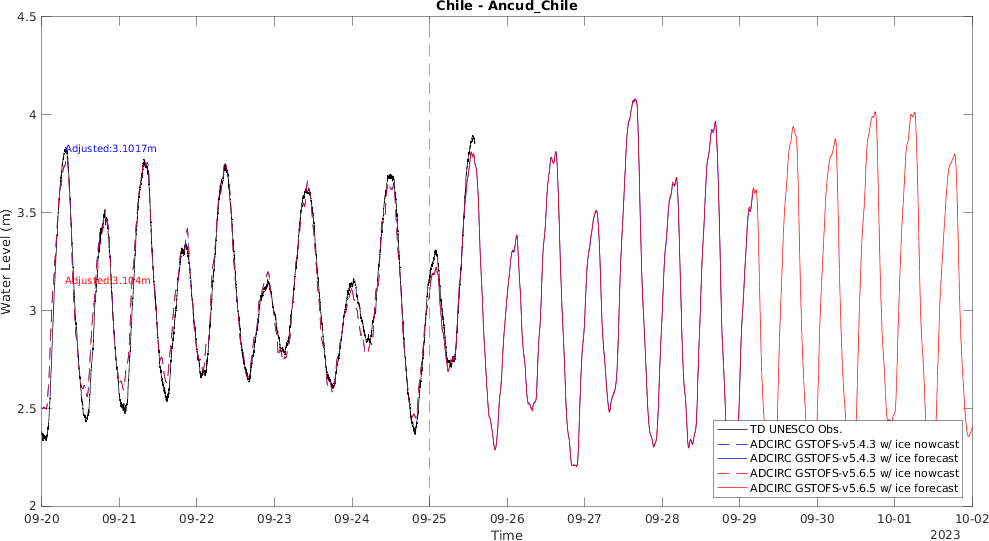 Chile - Ancud_Chile
4.5
4
3.5
3
2.5
2
Water Level (m)
Adjusted:3.1017m
Adjusted:3.104m
TD UNESCO Obs.
ADCIRC GSTOFS-v5.4.3 w/ ice nowcast
ADCIRC GSTOFS-v5.4.3 w/ ice forecast
ADCIRC GSTOFS-v5.6.5 w/ ice nowcast
ADCIRC GSTOFS-v5.6.5 w/ ice forecast
09-20 09-21 09-22 09-23 09-24 09-25 09-26 09-27 09-28 09-29 09-30 10-01 10-02
Time
2023